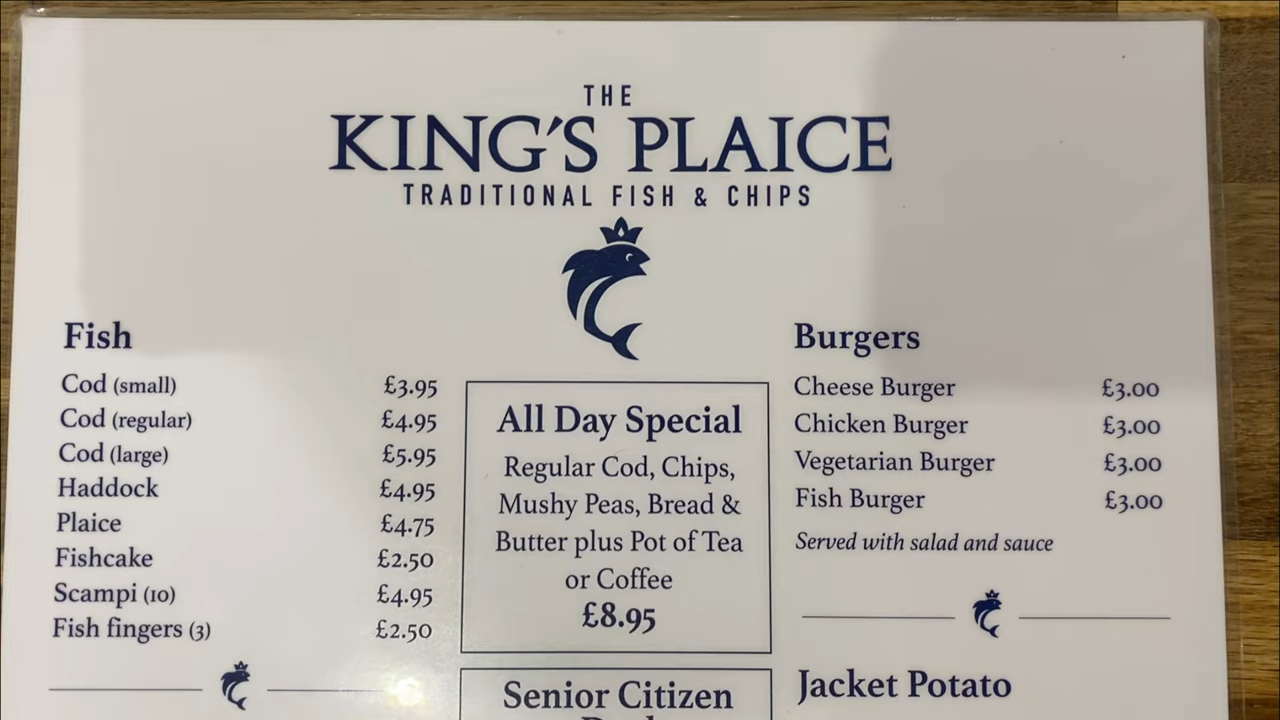 THE
KING'S PLAICE
TRADITIONAL FISH & CHIPS
Fish
Cod (small) £3.95
Cod (regular) £4.95
Cod (large) £5.95
Haddock £4.95
Plaice £4.75
Fishcake £2.50
Scampi (10) £4.95
Fish fingers (3) £2.50
All Day Special
Regular Cod, Chips,
Mushy Peas, Bread &
Butter plus Pot of Tea
or Coffee
£8.95
Senior Citizen
Burgers
Cheese Burger £3.00
Chicken Burger £3.00
Vegetarian Burger £3.00
Fish Burger £3.00
Served with salad and sauce
Jacket Potato